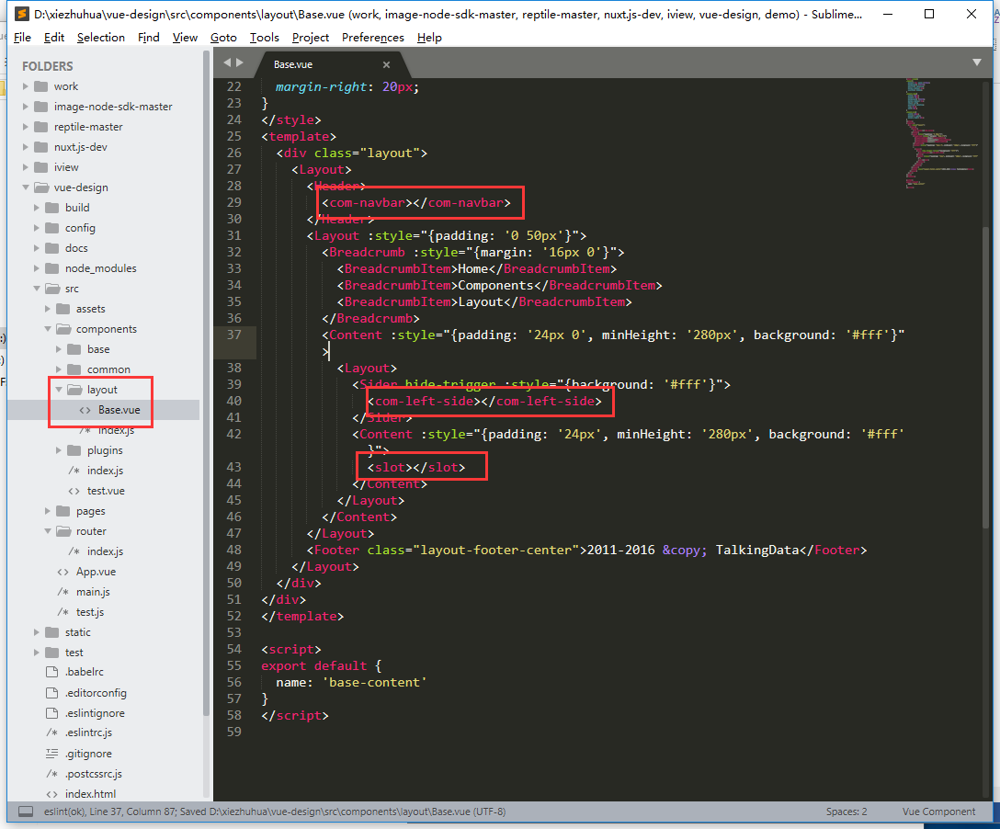 D:\xiezhuhua\vue-design\src\components\layout\Base.vue (work, image-node-sdk-master, reptile-master, nuxt.js-dev, iview, vue-design, demo) - Sublime...
File Edit Selection Find View Goto Tools Project Preferences Help
FOLDERS
work
image-node-sdk-master
reptile-master
nuxt.js-dev
iview
vue-design
build
config
docs
node_modules
src
assets
components
base
common
layout
<> Base.vue
/* index.js
plugins
/* index.js
<> test.vue
pages
router
/* index.js
<> App.vue
/* main.js
/* test.js
static
test
.babelrc
.editorconfig
.eslintignore
/* .eslintrc.js
.gitignore
/* .postcssrc.js
<> index.html
Base.vue ×
22 margin-right: 20px;
23 }
24 </style>
25 <template>
26 <div class="layout">
27 <Layout>
28 <Header>
29 <com-navbar></com-navbar>
30 </Header>
31 <Layout :style="{padding: '0 50px'}">
32 <Breadcrumb :style="{margin: '16px 0'}">
33 <BreadcrumbItem>Home</BreadcrumbItem>
34 <BreadcrumbItem>Components</BreadcrumbItem>
35 <BreadcrumbItem>Layout</BreadcrumbItem>
36 </Breadcrumb>
37 <Content :style="{padding: '24px 0', minHeight: '280px', background: '#fff'}"
>
38 <Layout>
39 <Sider hide-trigger :style="{background: '#fff'}">
40 <com-left-side></com-left-side>
41 </Sider>
42 <Content :style="{padding: '24px', minHeight: '280px', background: '#fff'
}">
43 <slot></slot>
44 </Content>
45 </Layout>
46 </Content>
47 </Layout>
48 <Footer class="layout-footer-center">2011-2016 &copy; TalkingData</Footer>
49 </Layout>
50 </div>
51 </div>
52 </template>
53
54 <script>
55 export default {
56 name: 'base-content'
57 }
58 </script>
59
eslint(ok), Line 37, Column 87; Saved D:\xiezhuhua\vue-design\src\components\layout\Base.vue (UTF-8) Spaces: 2 Vue Component